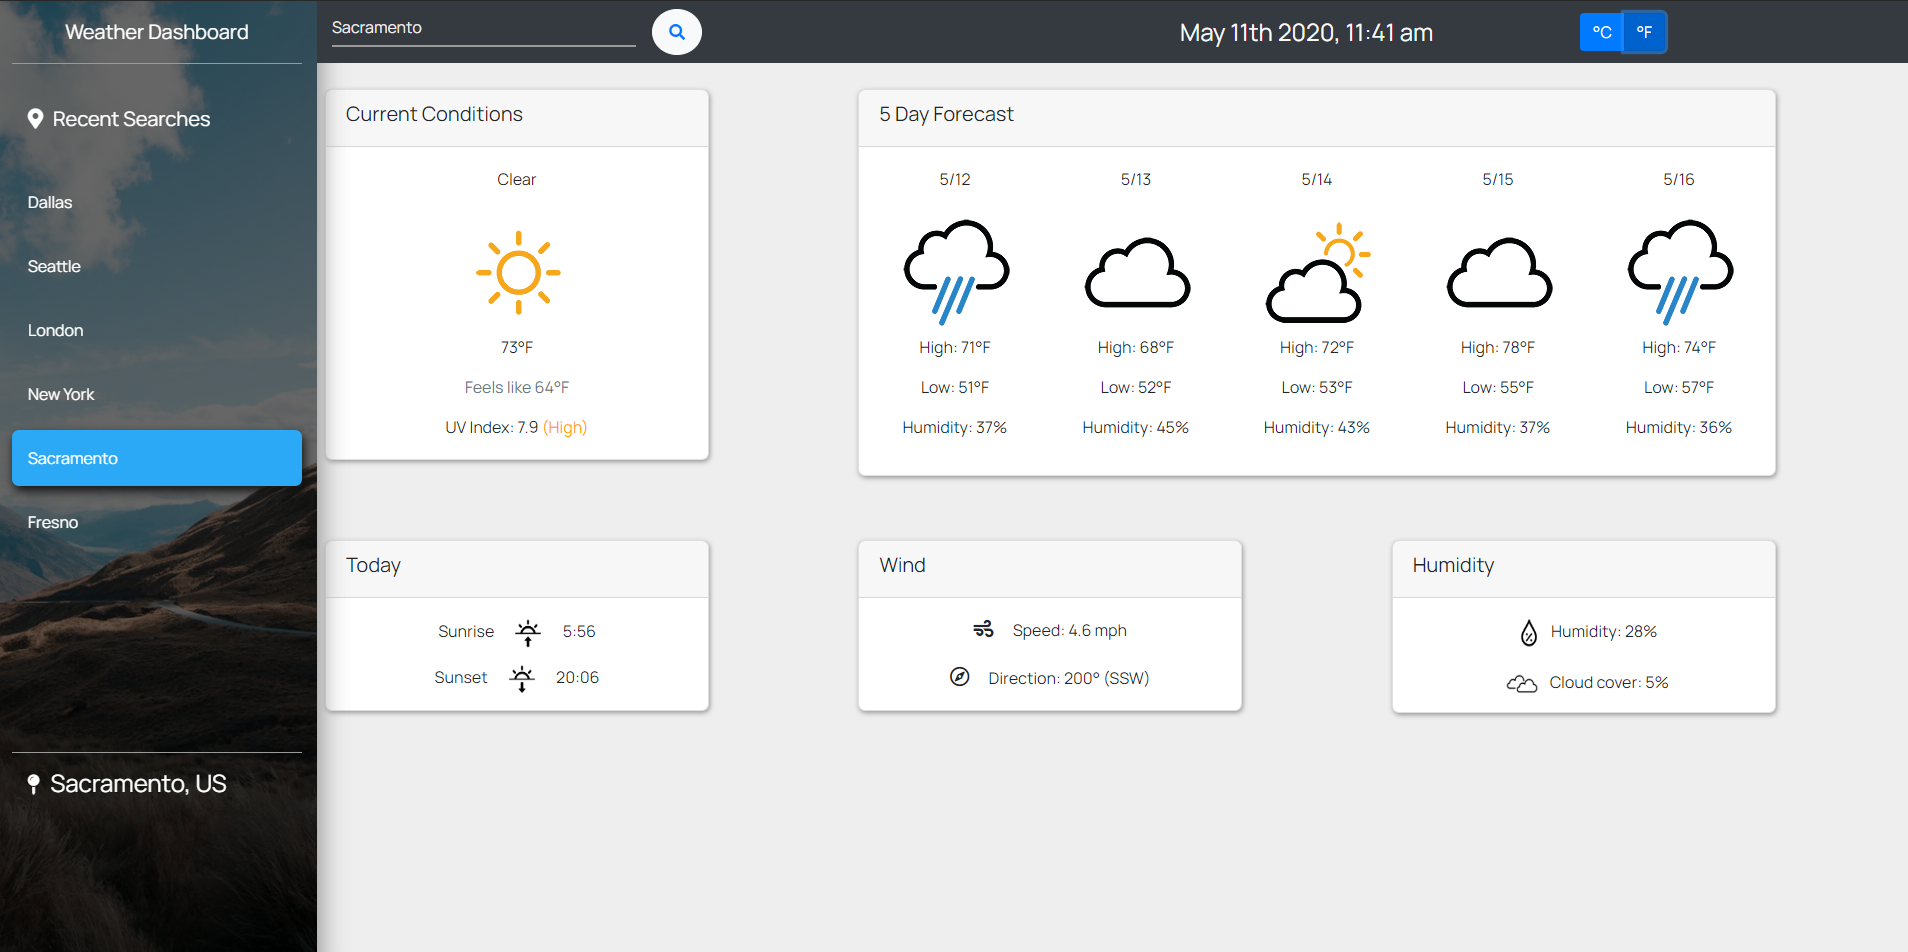 Weather Dashboard
Recent Searches
Dallas
Seattle
London
New York
Sacramento
Fresno
Sacramento, US
Sacramento
May 11th 2020, 11:41 am
°C °F
Current Conditions
Clear
73°F
Feels like 64°F
UV Index: 7.9 (High)
5 Day Forecast
5/12 5/13 5/14 5/15 5/16
High: 71°F High: 68°F High: 72°F High: 78°F High: 74°F
Low: 51°F Low: 52°F Low: 53°F Low: 55°F Low: 57°F
Humidity: 37% Humidity: 45% Humidity: 43% Humidity: 37% Humidity: 36%
Today
Sunrise 5:56
Sunset 20:06
Wind
Speed: 4.6 mph
Direction: 200° (SSW)
Humidity
Humidity: 28%
Cloud cover: 5%